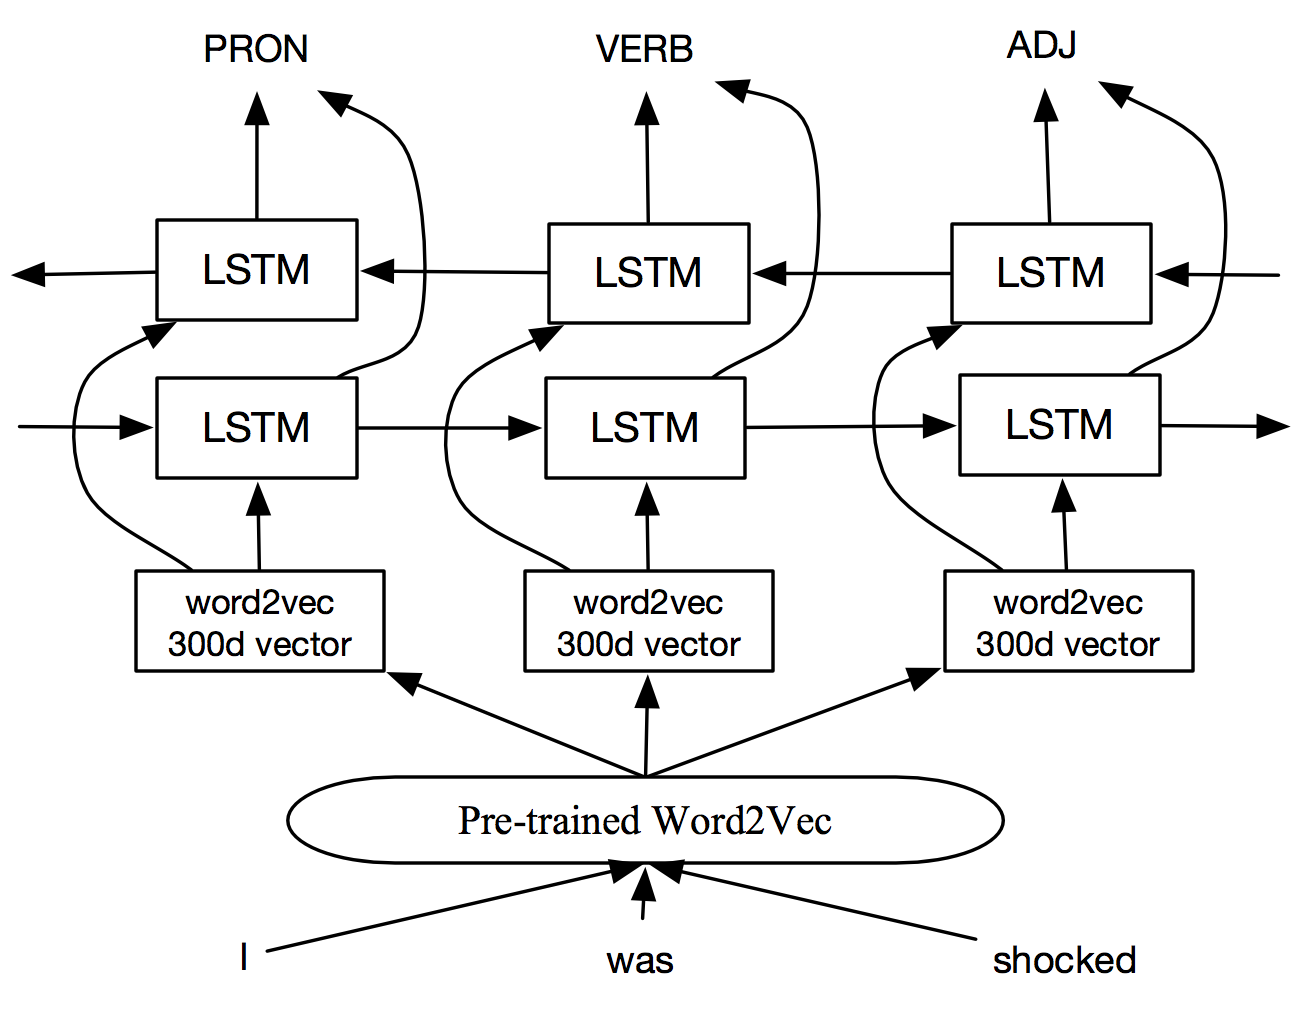 PRON
VERB
ADJ
LSTM
LSTM
LSTM
LSTM
LSTM
LSTM
word2vec
300d vector
word2vec
300d vector
word2vec
300d vector
Pre-trained Word2Vec
I
was
shocked